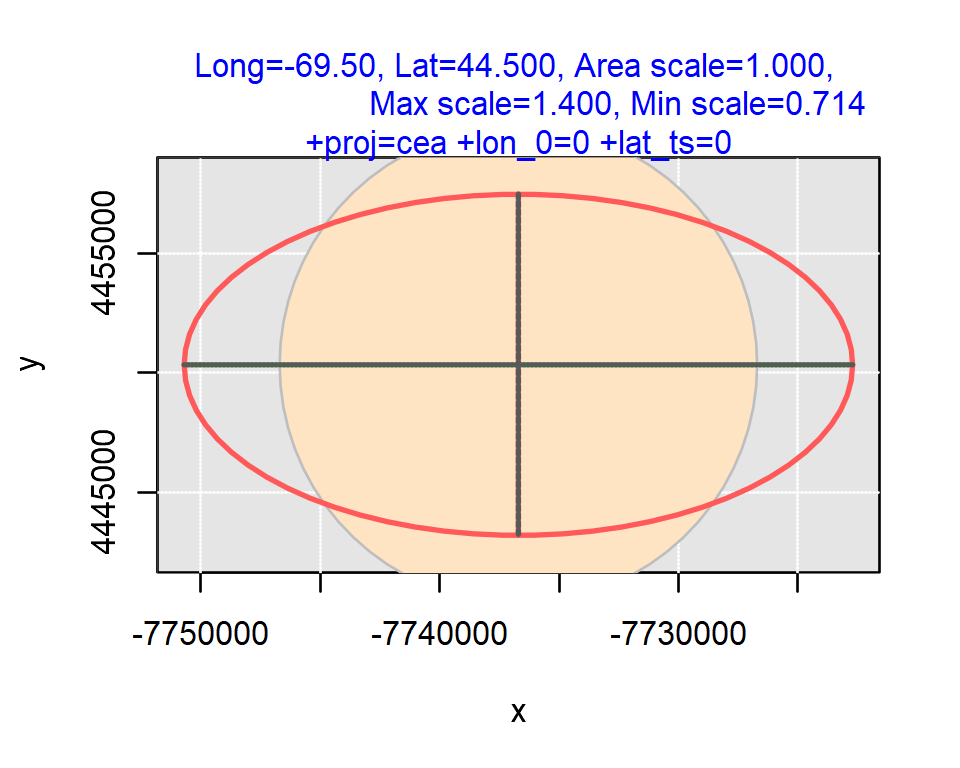 Long=-69.50, Lat=44.500, Area scale=1.000,
Max scale=1.400, Min scale=0.714
+proj=cea +lon_0=0 +lat_ts=0
4455000
y
4445000
-7750000 -7740000 -7730000
x